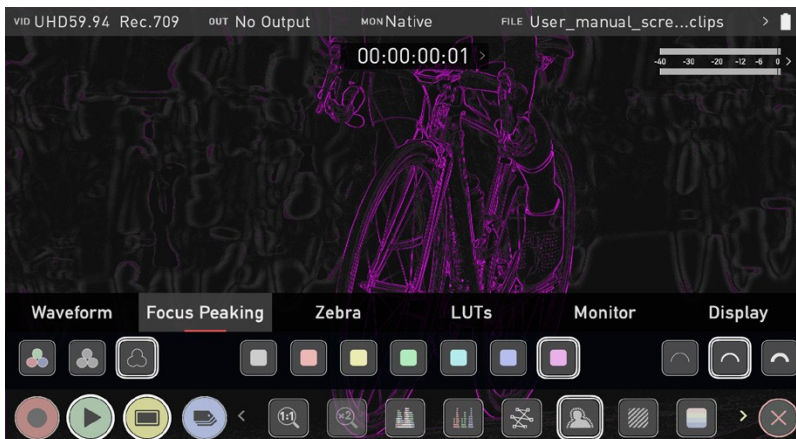 VID UHD59.94 Rec.709 OUT No Output MON Native FILE User_manual_scre...clips >
00:00:00:01 >
-40 -30 -20 -12 -6 0 >
Waveform Focus Peaking Zebra LUTs Monitor Display
< 1:1 x2 >